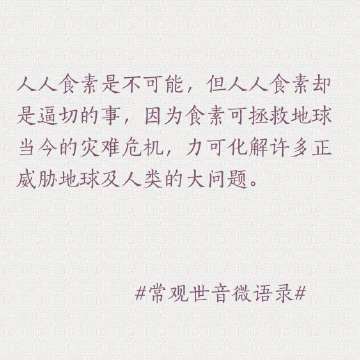 人人食素是不可能，但人人食素却
是逼切的事，因为食素可拯救地球
当今的灾难危机，力可化解许多正
威胁地球及人类的大问题。
#常观世音微语录#